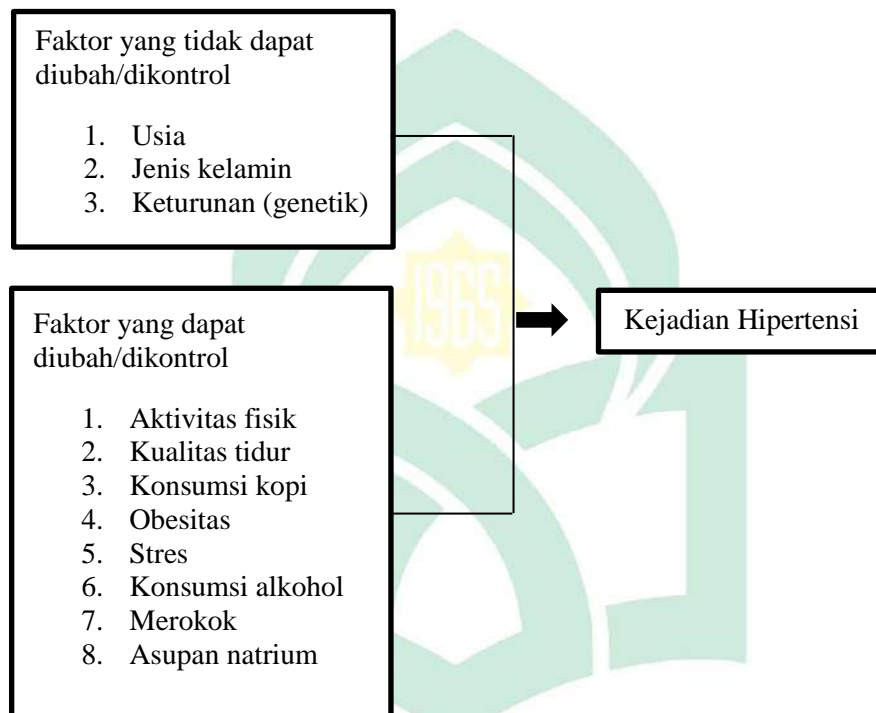 Faktor yang tidak dapat
diubah/dikontrol
1. Usia
2. Jenis kelamin
3. Keturunan (genetik)
1965
Faktor yang dapat
diubah/dikontrol
Kejadian Hipertensi
1. Aktivitas fisik
2. Kualitas tidur
3. Konsumsi kopi
4. Obesitas
5. Stres
6. Konsumsi alkohol
7. Merokok
8. Asupan natrium